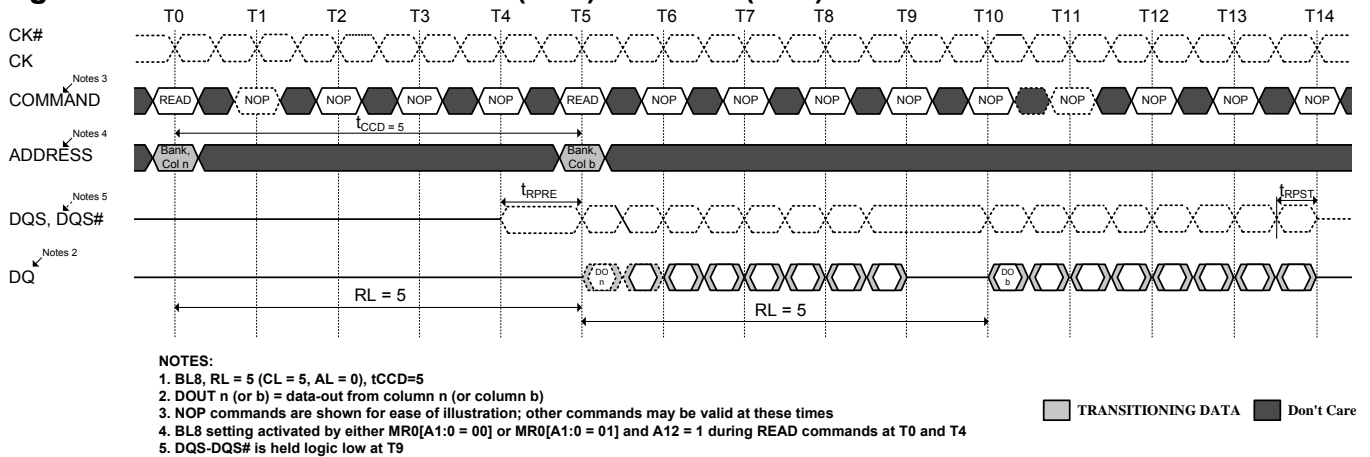 T0 T1 T2 T3 T4 T5 T6 T7 T8 T9 T10 T11 T12 T13 T14
CK#
CK
Notes 3
COMMAND READ NOP NOP NOP NOP READ NOP NOP NOP NOP NOP NOP NOP NOP NOP
tCCD = 5
Notes 4
ADDRESS
Bank, Bank,
Col n Col b
Notes 5
tRPRE tRPST
DQS, DQS#
Notes 2
DQ
DO DO
n b
RL = 5
RL = 5
NOTES:
1. BL8, RL = 5 (CL = 5, AL = 0), tCCD=5
2. DOUT n (or b) = data-out from column n (or column b)
3. NOP commands are shown for ease of illustration; other commands may be valid at these times
4. BL8 setting activated by either MR0[A1:0 = 00] or MR0[A1:0 = 01] and A12 = 1 during READ commands at T0 and T4
5. DQS-DQS# is held logic low at T9
TRANSITIONING DATA Don't Care